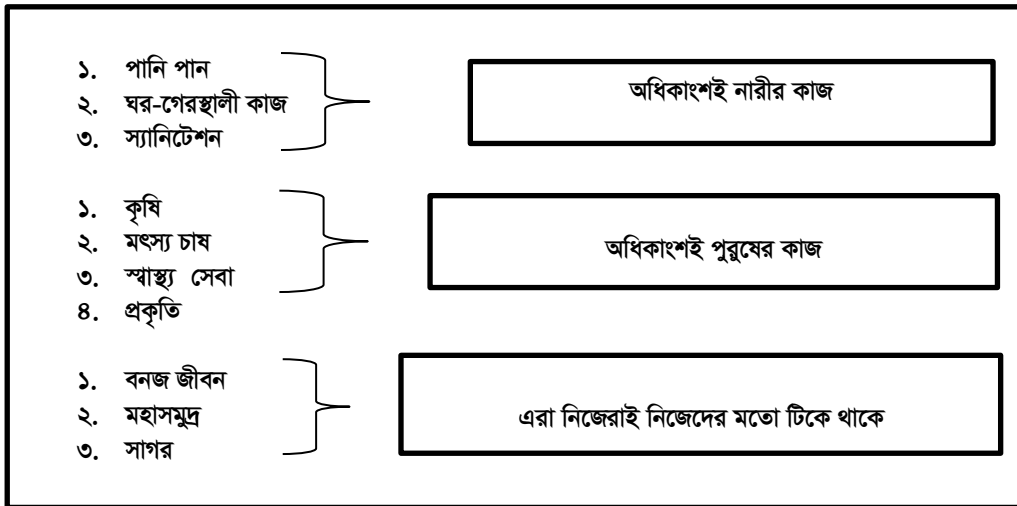 ১. পানি পান
২. ঘর-গেরস্থালী কাজ
৩. স্যানিটেশন
অধিকাংশই নারীর কাজ
১. কৃষি
২. মৎস্য চাষ
৩. স্বাস্থ্য সেবা
৪. প্রকৃতি
অধিকাংশই পুরুষের কাজ
১. বনজ জীবন
২. মহাসমুদ্র
৩. সাগর
এরা নিজেরাই নিজেদের মতো টিকে থাকে